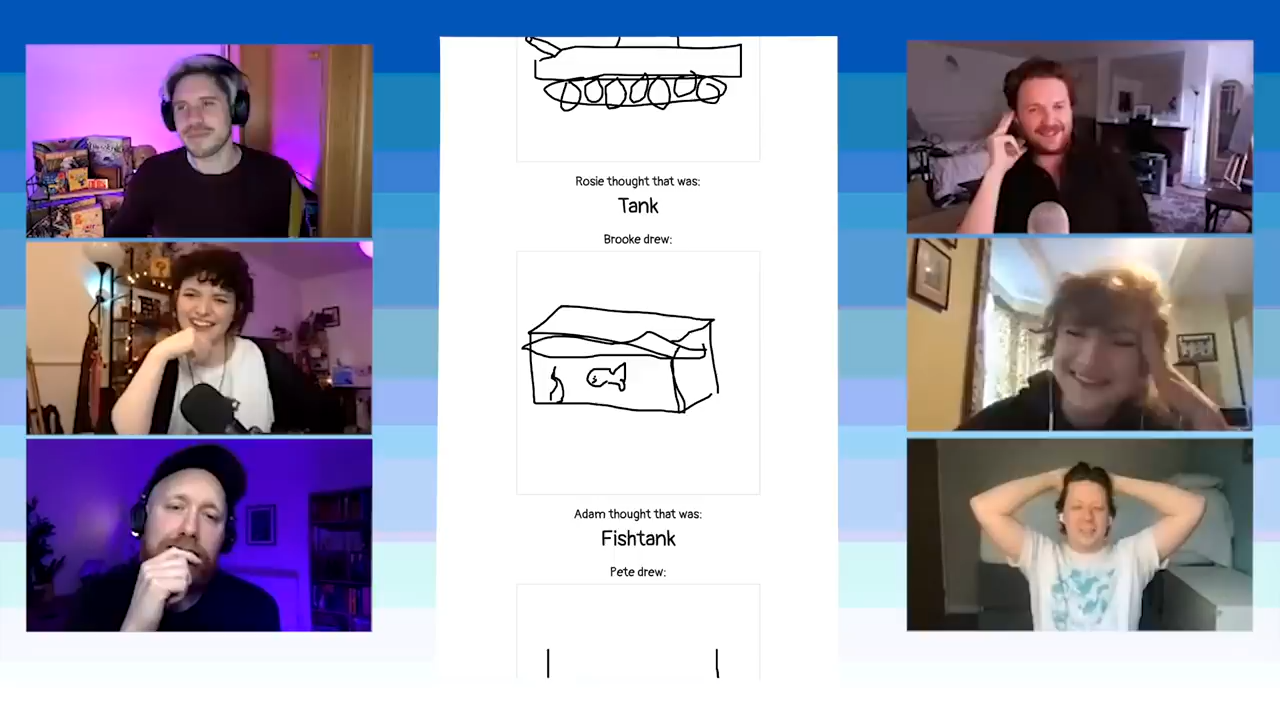 Rosie thought that was:
Tank
Brooke drew:
Adam thought that was:
Fishtank
Pete drew: